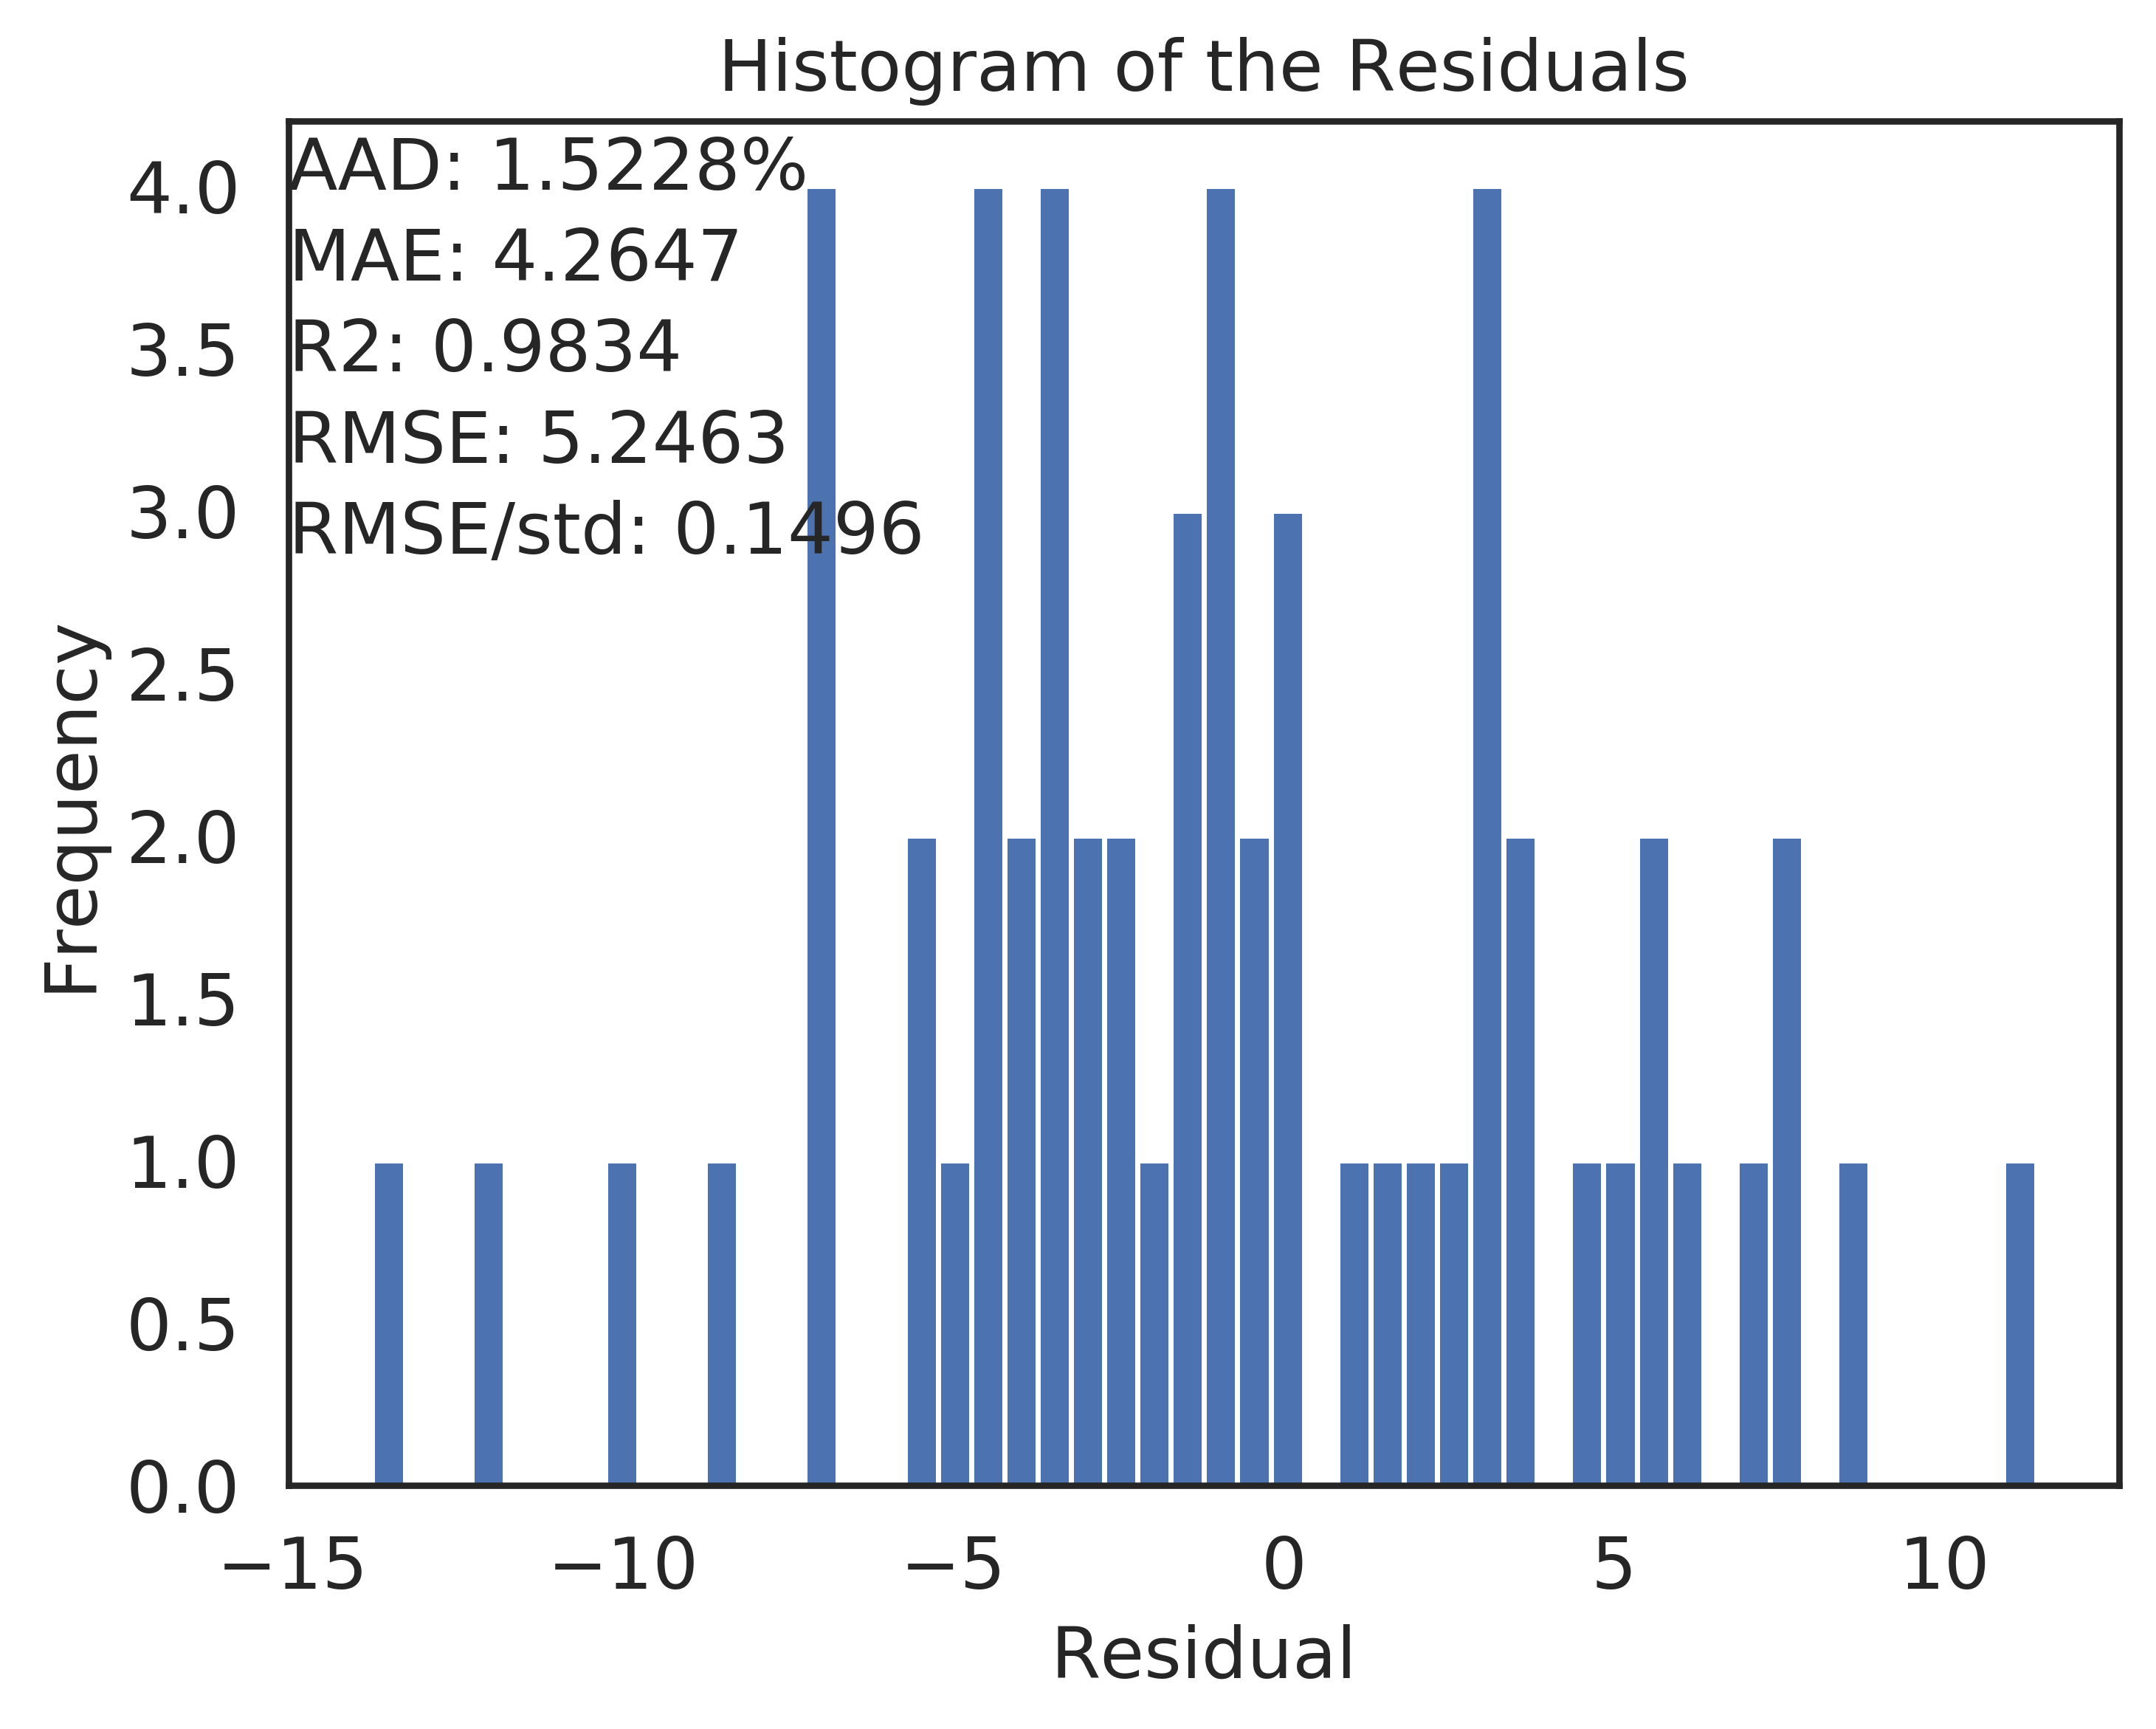 Histogram of the Residuals
AAD: 1.5228%
MAE: 4.2647
R2: 0.9834
RMSE: 5.2463
RMSE/std: 0.1496
4.0
3.5
3.0
2.5
2.0
1.5
1.0
0.5
0.0
Frequency
−15 −10 −5 0 5 10
Residual